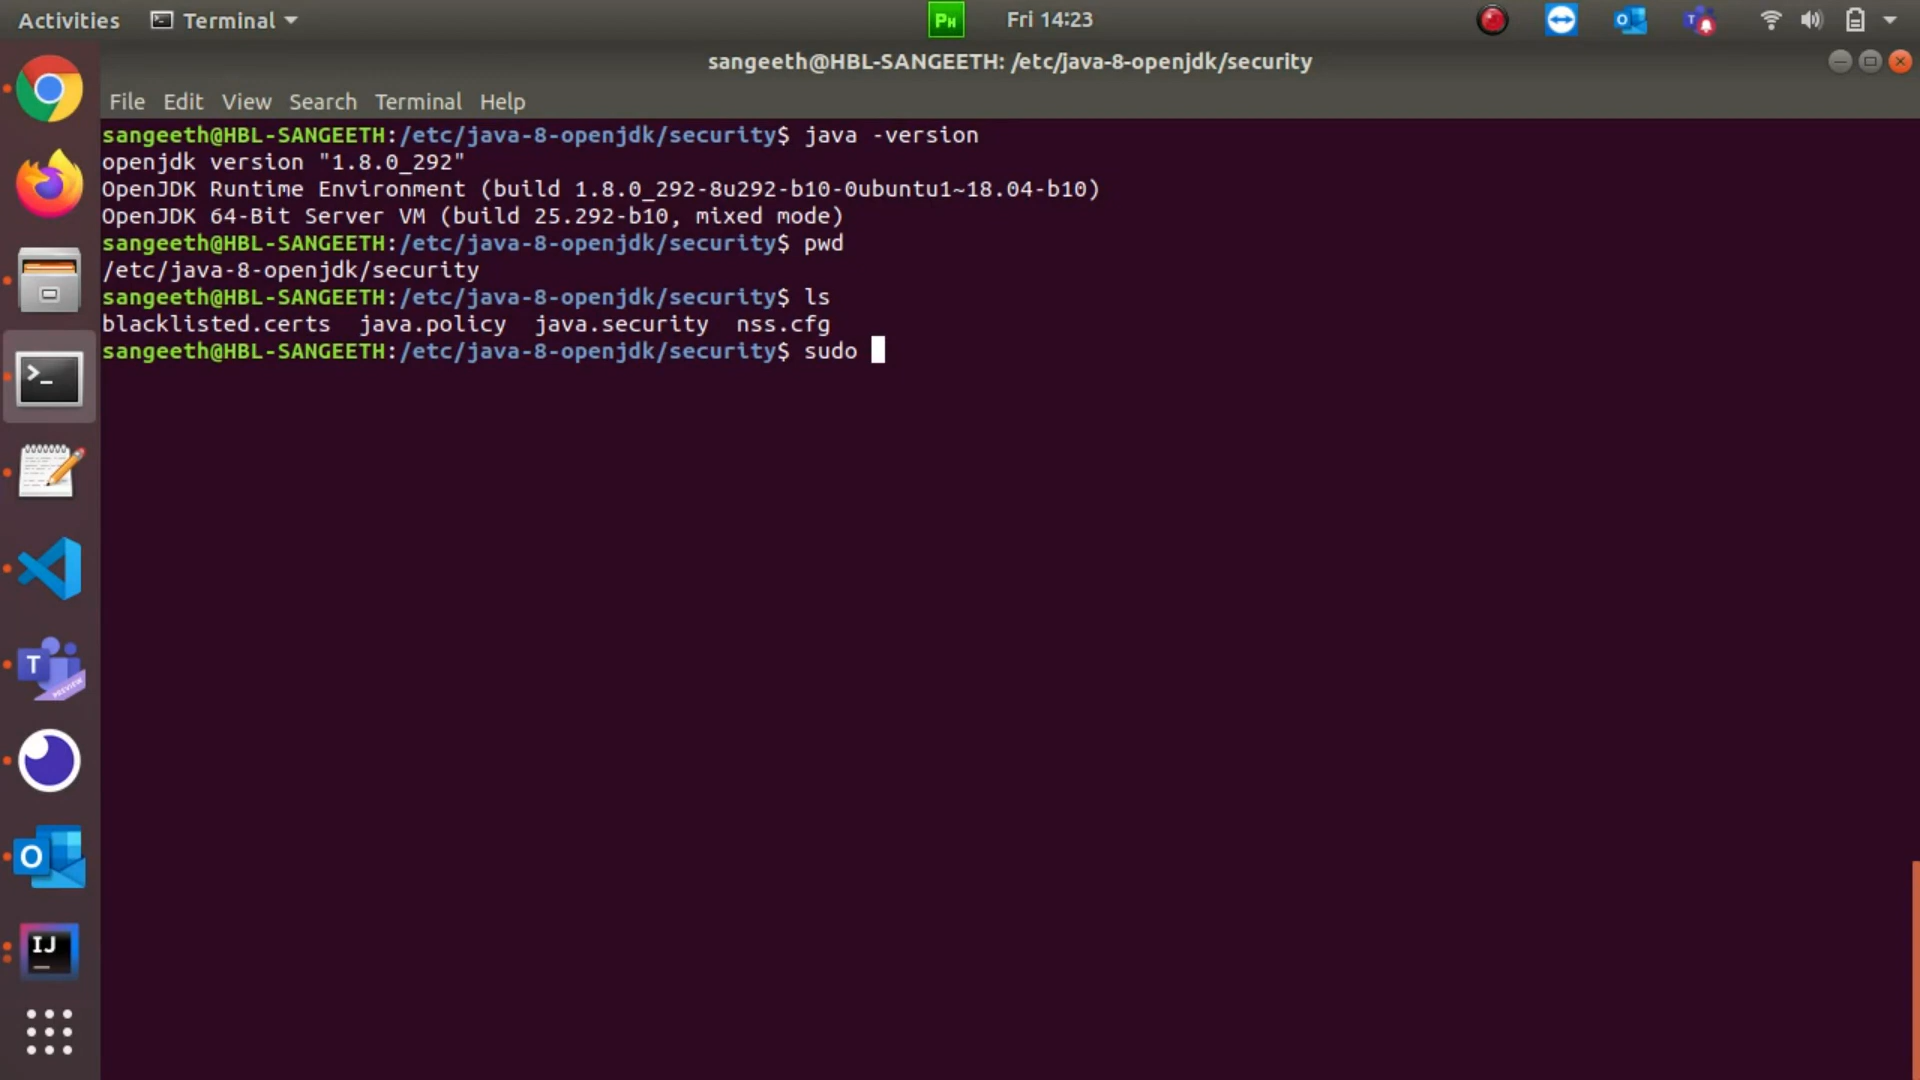 Activities Terminal Fri 14:23
sangeeth@HBL-SANGEETH: /etc/java-8-openjdk/security
File Edit View Search Terminal Help
sangeeth@HBL-SANGEETH:/etc/java-8-openjdk/security$ java -version
openjdk version "1.8.0_292"
OpenJDK Runtime Environment (build 1.8.0_292-8u292-b10-0ubuntu1~18.04-b10)
OpenJDK 64-Bit Server VM (build 25.292-b10, mixed mode)
sangeeth@HBL-SANGEETH:/etc/java-8-openjdk/security$ pwd
/etc/java-8-openjdk/security
sangeeth@HBL-SANGEETH:/etc/java-8-openjdk/security$ ls
blacklisted.certs  java.policy  java.security  nss.cfg
sangeeth@HBL-SANGEETH:/etc/java-8-openjdk/security$ sudo
T
PREVIEW
O
IJ